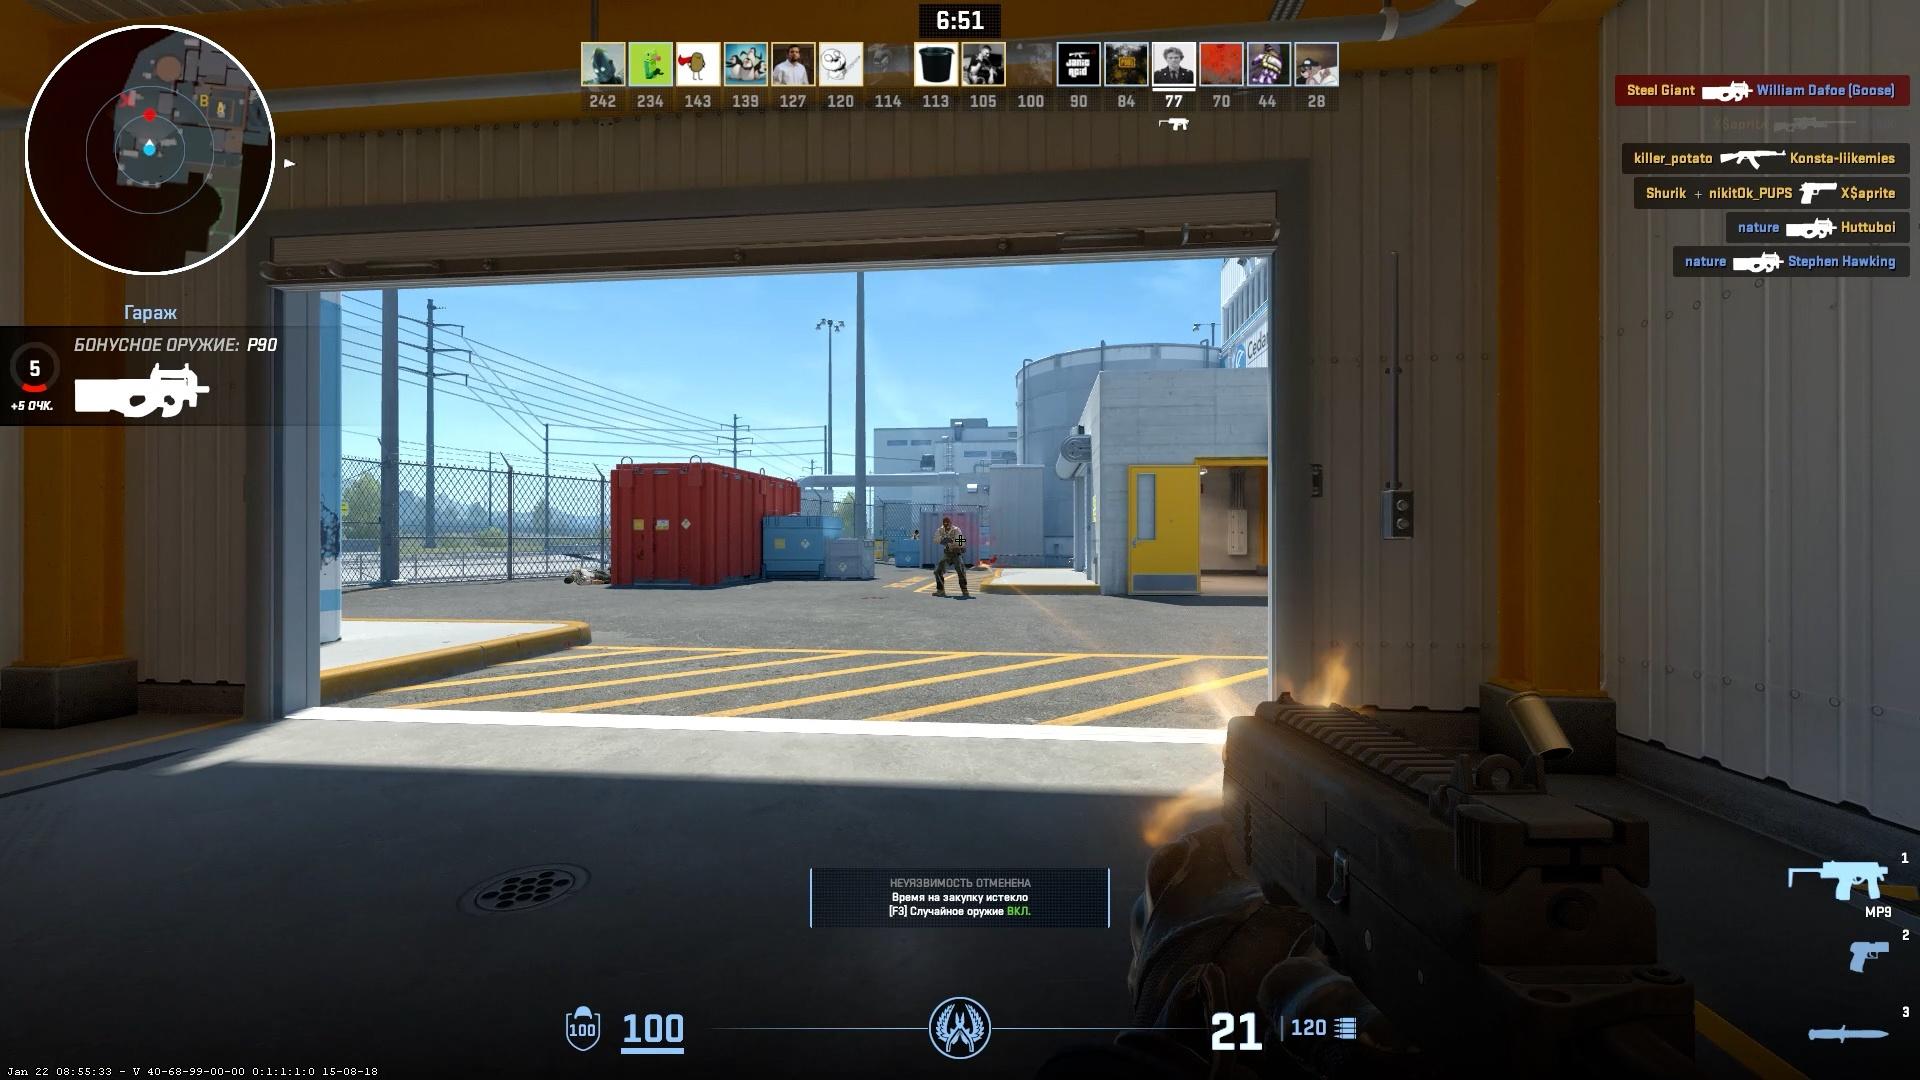 6:51
242 234 143 139 127 120 114 113 105 100 90 84 77 70 44 28
Steel Giant William Dafoe (Goose)
X$aprite
killer_potato Konsta-liikemies
Shurik + nikitOk_PUPS X$aprite
nature Huttuboi
nature Stephen Hawking
B
A
Гараж
БОНУСНОЕ ОРУЖИЕ: P90
5
+5 ОЧК.
НЕУЯЗВИМОСТЬ ОТМЕНЕНА
Время на закупку истекло
[F3] Случайное оружие ВКЛ.
1
MP9
2
3
100
100
21
120
Jan 22 08:55:33 - V 40-68-99-00-00 0:1:1:1:0 15-08-18